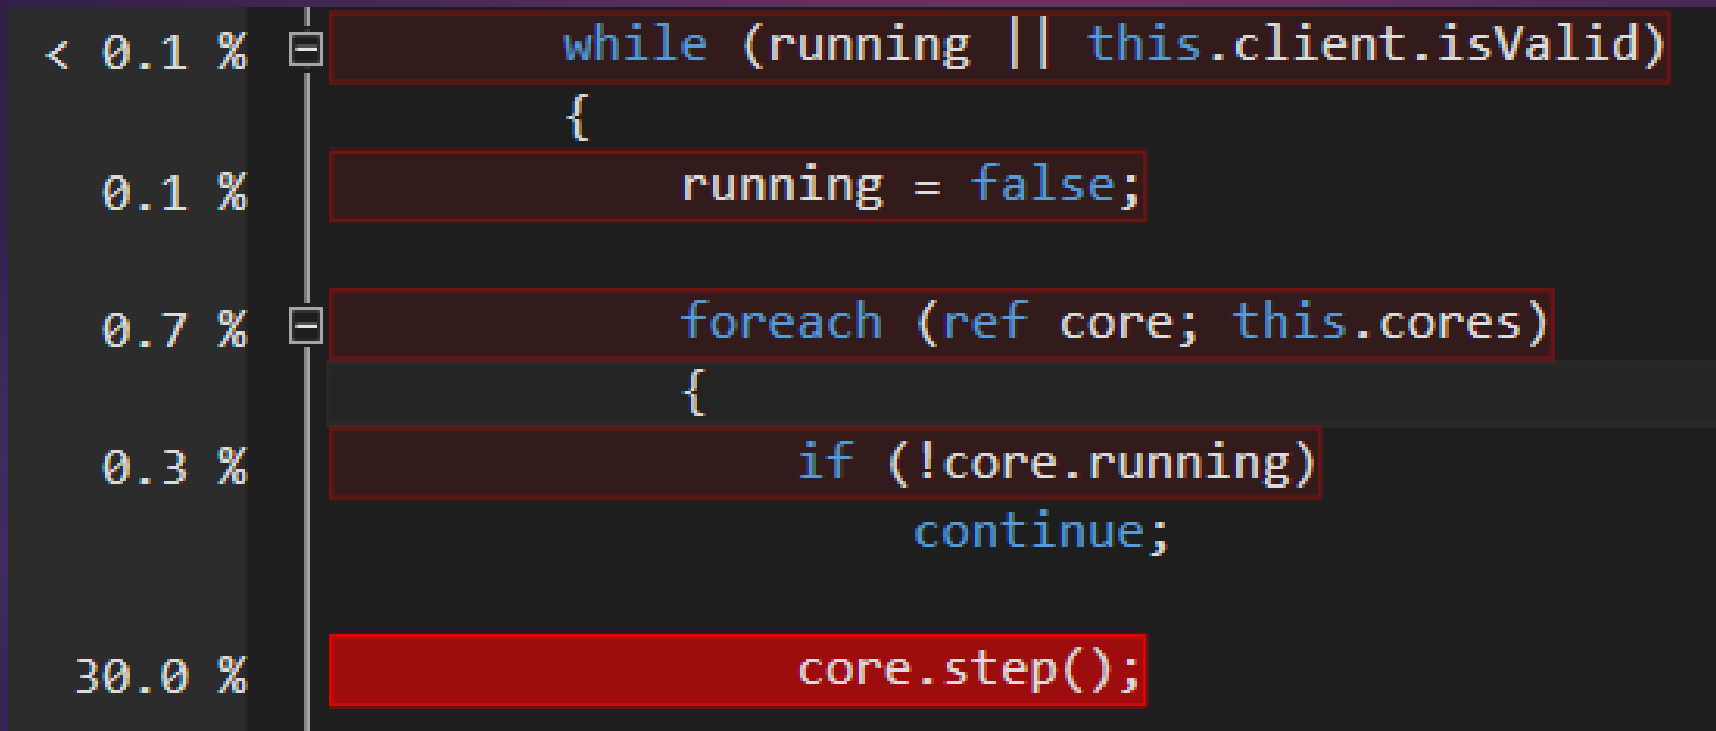 < 0.1 % while (running || this.client.isValid)
{
0.1 % running = false;
0.7 % foreach (ref core; this.cores)
{
0.3 % if (!core.running)
continue;
30.0 % core.step();